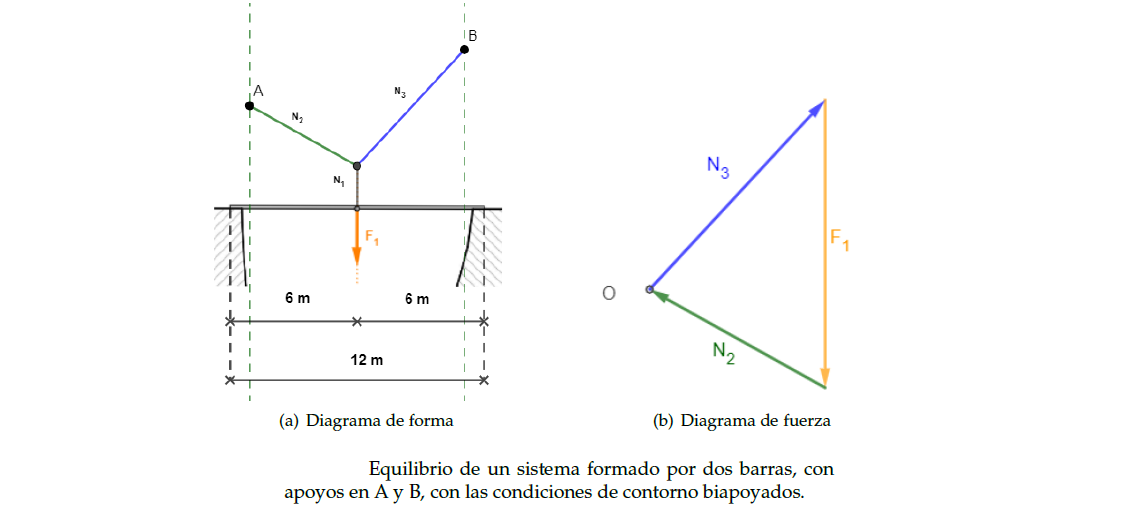 B
A
N3
N2
N1
F1
6 m
6 m
12 m
N3
F1
O
N2
(a) Diagrama de forma
(b) Diagrama de fuerza
Equilibrio de un sistema formado por dos barras, con
apoyos en A y B, con las condiciones de contorno biapoyados.